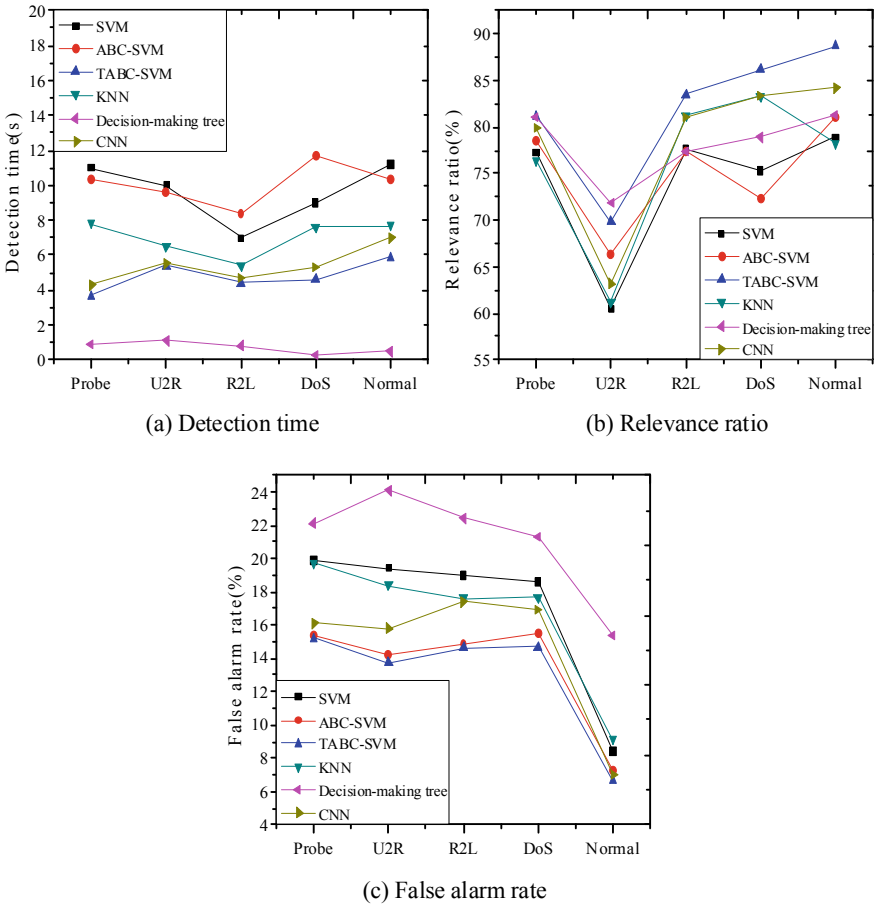 20
18
16
14
12
10
8
6
4
2
0
Detection time(s)
SVM
ABC-SVM
TABC-SVM
KNN
Decision-making tree
CNN
Probe U2R R2L DoS Normal
(a) Detection time
90
85
80
75
70
65
60
55
Relevance ratio(%)
SVM
ABC-SVM
TABC-SVM
KNN
Decision-making tree
CNN
Probe U2R R2L DoS Normal
(b) Relevance ratio
24
22
20
18
16
14
12
10
8
6
4
False alarm rate(%)
SVM
ABC-SVM
TABC-SVM
KNN
Decision-making tree
CNN
Probe U2R R2L DoS Normal
(c) False alarm rate